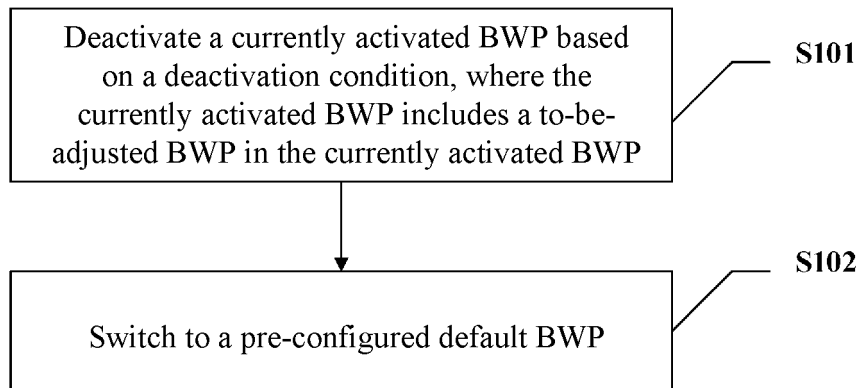 Deactivate a currently activated BWP based
on a deactivation condition, where the
currently activated BWP includes a to-be-
adjusted BWP in the currently activated BWP
S101
Switch to a pre-configured default BWP
S102